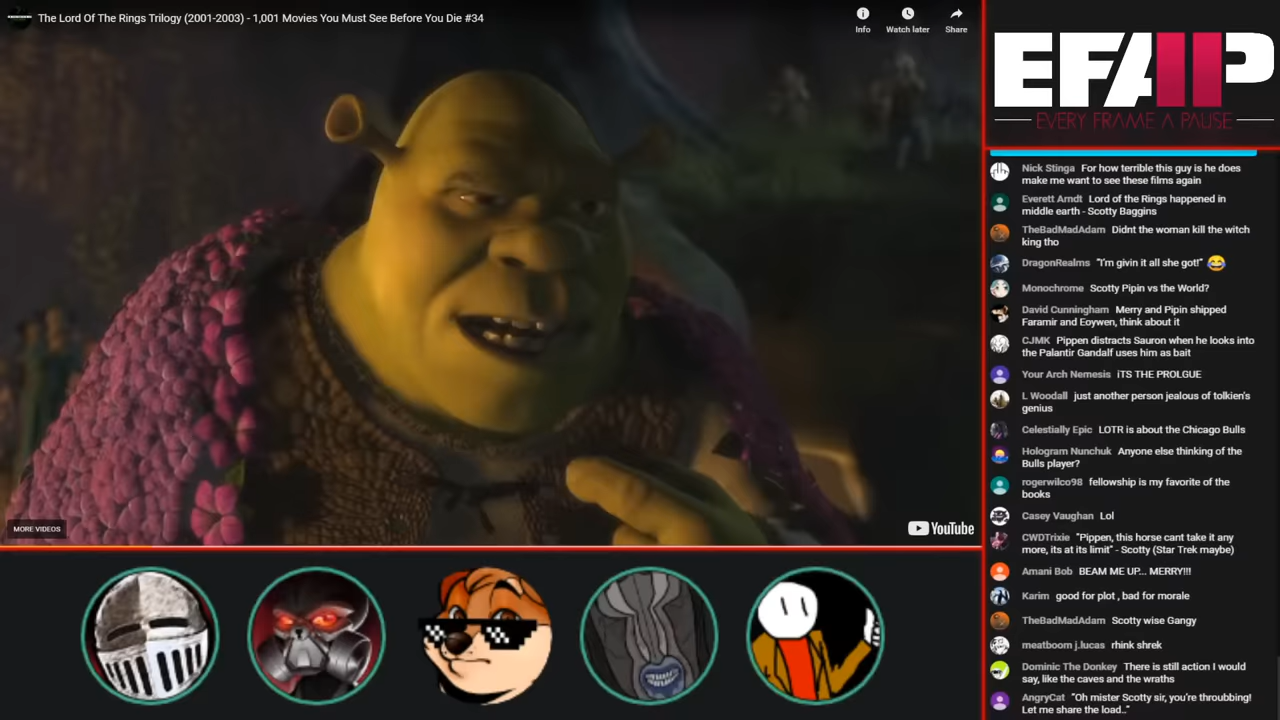 The Lord Of The Rings Trilogy (2001-2003) - 1,001 Movies You Must See Before You Die #34
Info
Watch later
Share
MORE VIDEOS
YouTube
EFAP
EVERY FRAME A PAUSE
Nick Stinga For how terrible this guy is he does
make me want to see these films again
Everett Arndt Lord of the Rings happened in
middle earth - Scotty Baggins
TheBadMadAdam Didnt the woman kill the witch
king tho
DragonRealms "I'm givin it all she got!" 😂
Monochrome Scotty Pipin vs the World?
David Cunningham Merry and Pipin shipped
Faramir and Eoywen, think about it
CJMK Pippen distracts Sauron when he looks into
the Palantir Gandalf uses him as bait
Your Arch Nemesis iTS THE PROLGUE
L Woodall just another person jealous of tolkien's
genius
Celestially Epic LOTR is about the Chicago Bulls
Hologram Nunchuk Anyone else thinking of the
Bulls player?
rogerwilco98 fellowship is my favorite of the
books
Casey Vaughan Lol
CWDTrixie "Pippen, this horse cant take it any
more, its at its limit" - Scotty (Star Trek maybe)
Amani Bob BEAM ME UP... MERRY!!!
Karim good for plot , bad for morale
TheBadMadAdam Scotty wise Gangy
meatboom j.lucas rhink shrek
Dominic The Donkey There is still action I would
say, like the caves and the wraths
AngryCat "Oh mister Scotty sir, you're throubbing!
Let me share the load.."